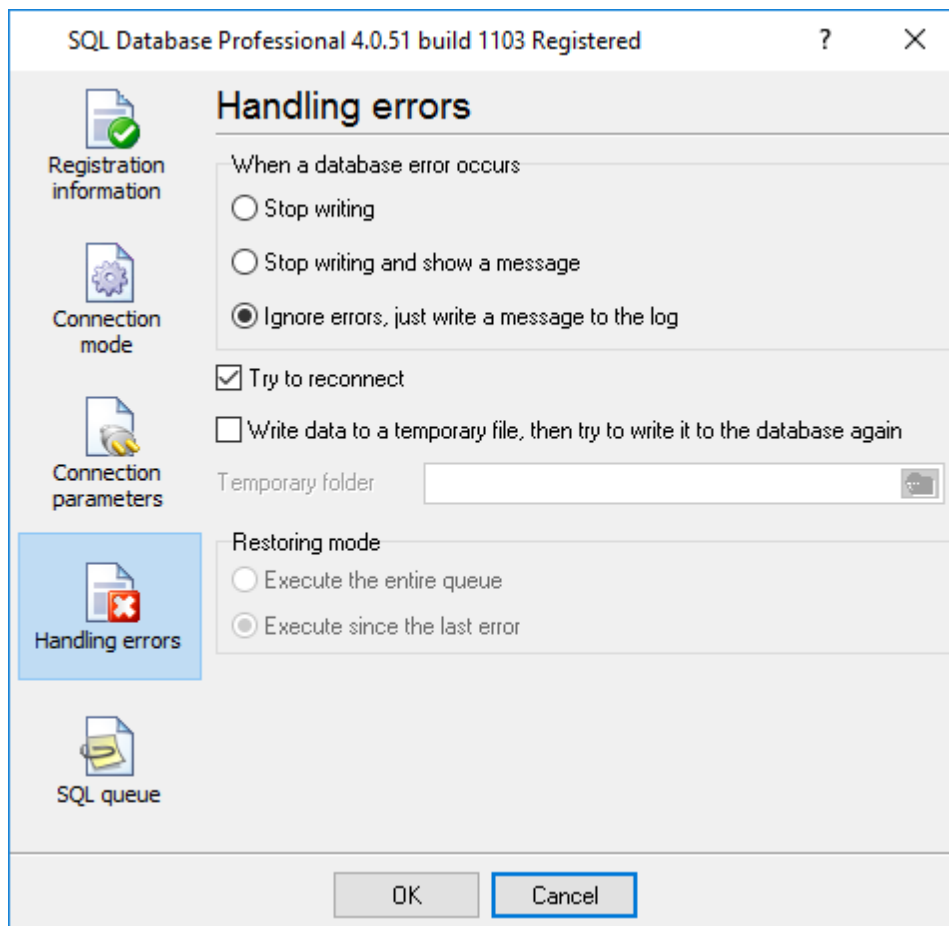 SQL Database Professional 4.0.51 build 1103 Registered ?
Registration
information
Connection
mode
Connection
parameters
Handling errors
SQL queue
Handling errors
When a database error occurs
Stop writing
Stop writing and show a message
Ignore errors, just write a message to the log
Try to reconnect
Write data to a temporary file, then try to write it to the database again
Temporary folder
Restoring mode
Execute the entire queue
Execute since the last error
OK
Cancel